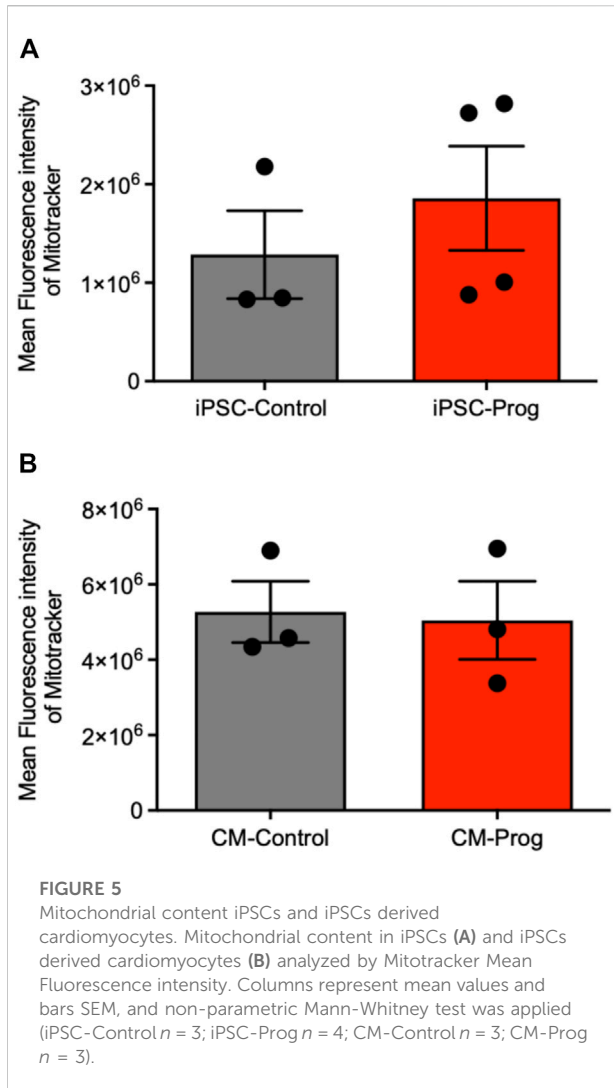 A
Mean Fluorescence intensity
of Mitotracker
3×10⁶
2×10⁶
1×10⁶
0
iPSC-Control iPSC-Prog
B
Mean Fluorescence intensity
of Mitotracker
8×10⁶
6×10⁶
4×10⁶
2×10⁶
0
CM-Control CM-Prog
FIGURE 5
Mitochondrial content iPSCs and iPSCs derived
cardiomyocytes. Mitochondrial content in iPSCs (A) and iPSCs
derived cardiomyocytes (B) analyzed by Mitotracker Mean
Fluorescence intensity. Columns represent mean values and
bars SEM, and non-parametric Mann-Whitney test was applied
(iPSC-Control n = 3; iPSC-Prog n = 4; CM-Control n = 3; CM-Prog
n = 3).